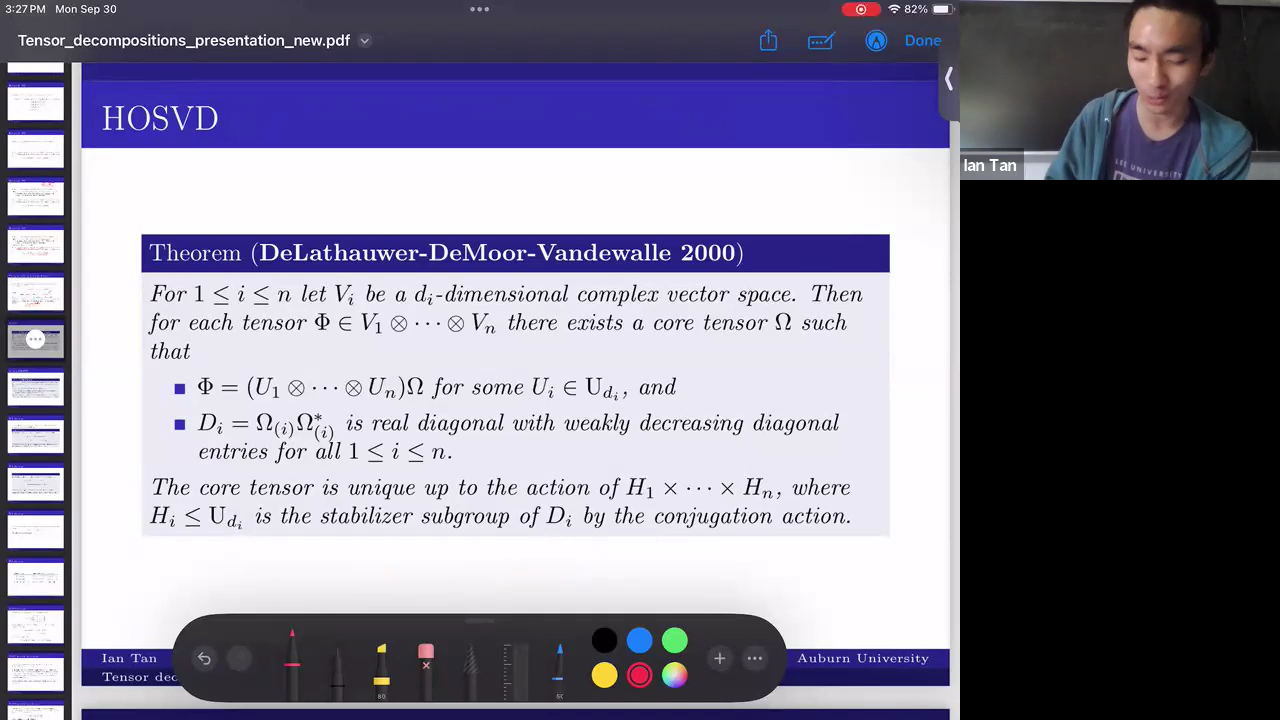 3:27 PM Mon Sep 30
82%
Tensor_decompositions_presentation_new.pdf
Done
HOSVD
Theorem (DeLathauwer-DeMoor-Vandewalle 2000)
For 1 ≤ i ≤ n let V_i be a d_i-dimensional complex vector space. Then
for each tensor Φ ∈ V_1 ⊗ ⋯ ⊗ V_n there exists a core tensor Ω such
that
Φ = (U_1 ⊗ ⋯ ⊗ U_n)Ω for some U_i ∈ U_{d_i}, and
D_i = Ω_{(i)}Ω^*_{(i)} is real diagonal with weakly decreasing diagonal
entries for all 1 ≤ i ≤ n.
The core tensor is unique up to the action of H_1 × ⋯ × H_n, where
H_i ≤ U_{d_i} is the stabilizer subgroup of D_i by the conjugation action.
Ian Tan
Auburn University
Tensor dec
Ian Tan
LEE UNIVERSITY